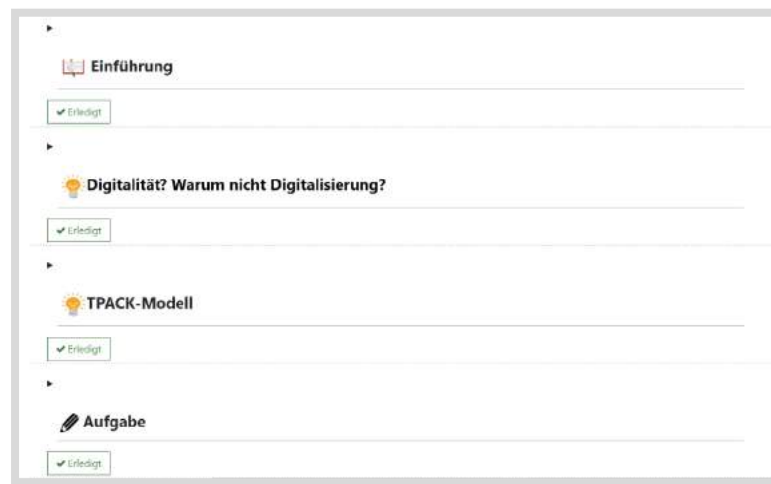 Einführung
✔ Erledigt
Digitalität? Warum nicht Digitalisierung?
✔ Erledigt
TPACK-Modell
✔ Erledigt
Aufgabe
✔ Erledigt